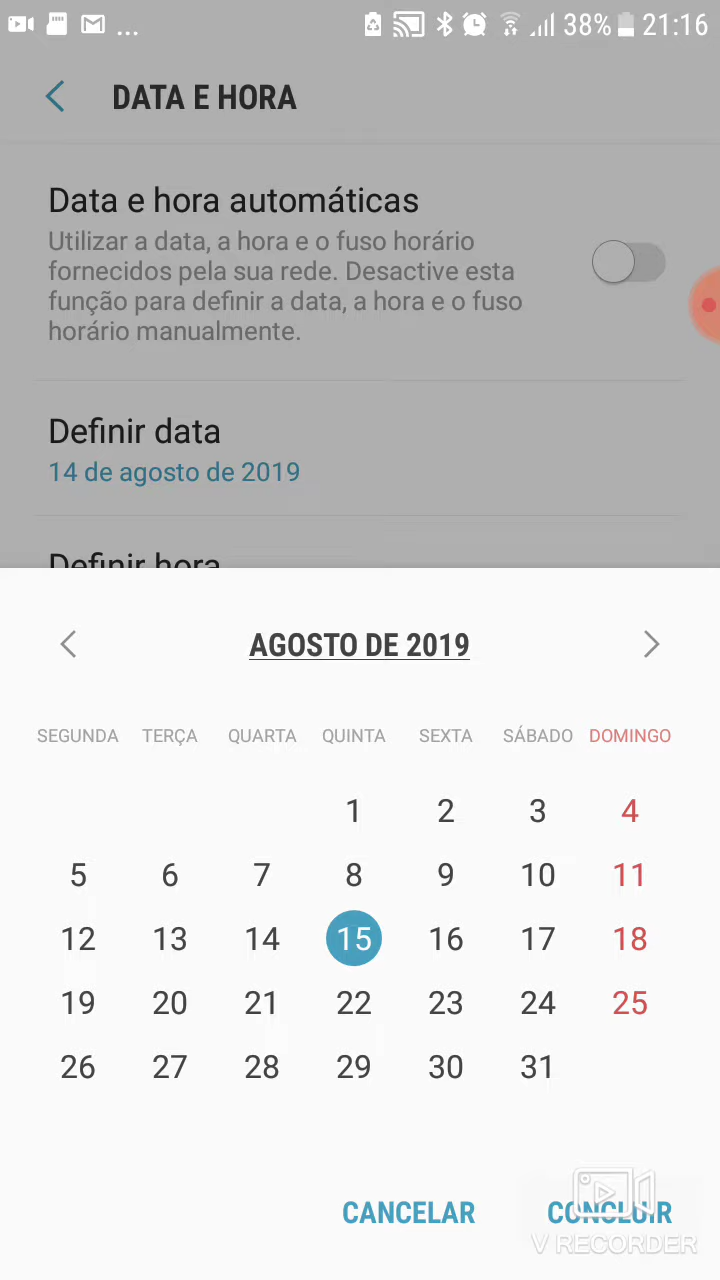 ... 38% 21:16
DATA E HORA
Data e hora automáticas
Utilizar a data, a hora e o fuso horário
fornecidos pela sua rede. Desactive esta
função para definir a data, a hora e o fuso
horário manualmente.
Definir data
14 de agosto de 2019
Definir hora
AGOSTO DE 2019
SEGUNDA TERÇA QUARTA QUINTA SEXTA SÁBADO DOMINGO
1 2 3 4
5 6 7 8 9 10 11
12 13 14 15 16 17 18
19 20 21 22 23 24 25
26 27 28 29 30 31
CANCELAR CONCLUIR
V RECORDER